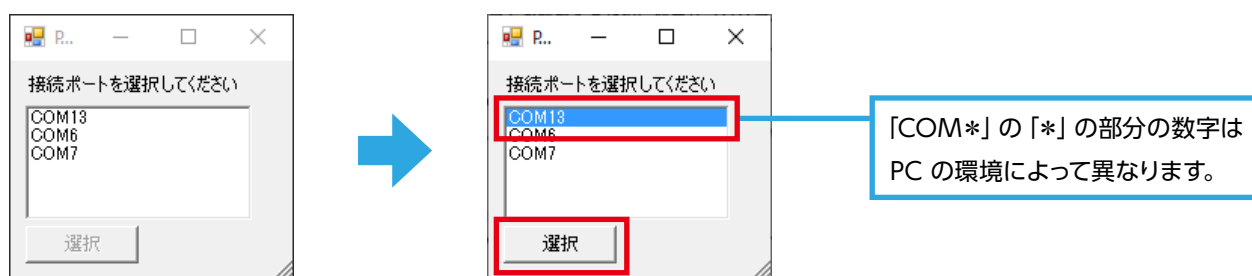 P...
接続ポートを選択してください
COM13
COM6
COM7
選択
P...
接続ポートを選択してください
COM13
COM6
COM7
選択
「COM*」の「*」の部分の数字は
PC の環境によって異なります。